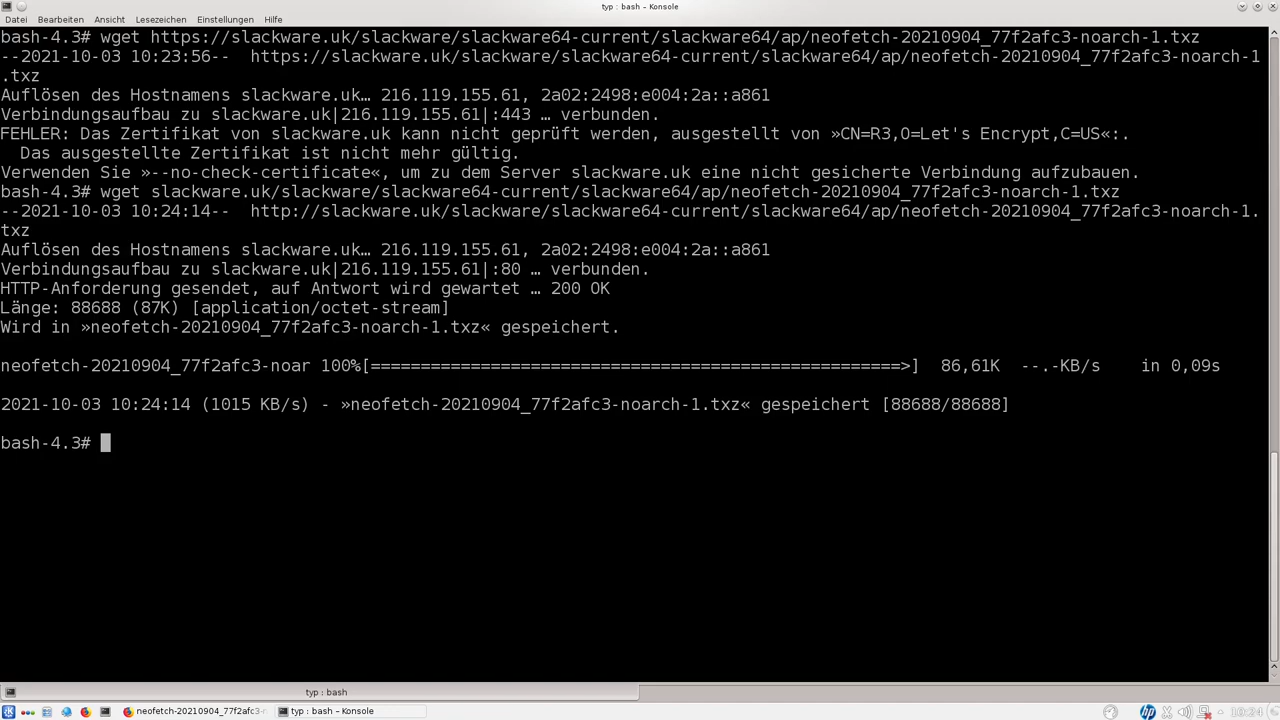 typ : bash – Konsole
Datei Bearbeiten Ansicht Lesezeichen Einstellungen Hilfe
bash-4.3# wget https://slackware.uk/slackware/slackware64-current/slackware64/ap/neofetch-20210904_77f2afc3-noarch-1.txz
--2021-10-03 10:23:56--  https://slackware.uk/slackware/slackware64-current/slackware64/ap/neofetch-20210904_77f2afc3-noarch-1
.txz
Auflösen des Hostnamens slackware.uk… 216.119.155.61, 2a02:2498:e004:2a::a861
Verbindungsaufbau zu slackware.uk|216.119.155.61|:443 … verbunden.
FEHLER: Das Zertifikat von slackware.uk kann nicht geprüft werden, ausgestellt von »CN=R3,O=Let's Encrypt,C=US«:.
  Das ausgestellte Zertifikat ist nicht mehr gültig.
Verwenden Sie »--no-check-certificate«, um zu dem Server slackware.uk eine nicht gesicherte Verbindung aufzubauen.
bash-4.3# wget slackware.uk/slackware/slackware64-current/slackware64/ap/neofetch-20210904_77f2afc3-noarch-1.txz
--2021-10-03 10:24:14--  http://slackware.uk/slackware/slackware64-current/slackware64/ap/neofetch-20210904_77f2afc3-noarch-1.
txz
Auflösen des Hostnamens slackware.uk… 216.119.155.61, 2a02:2498:e004:2a::a861
Verbindungsaufbau zu slackware.uk|216.119.155.61|:80 … verbunden.
HTTP-Anforderung gesendet, auf Antwort wird gewartet … 200 OK
Länge: 88688 (87K) [application/octet-stream]
Wird in »neofetch-20210904_77f2afc3-noarch-1.txz« gespeichert.
neofetch-20210904_77f2afc3-noar 100%[=====================================================>]  86,61K  --.-KB/s    in 0,09s
2021-10-03 10:24:14 (1015 KB/s) - »neofetch-20210904_77f2afc3-noarch-1.txz« gespeichert [88688/88688]
bash-4.3#
typ : bash
neofetch-20210904_77f2afc3- typ : bash – Konsole hp 10:24